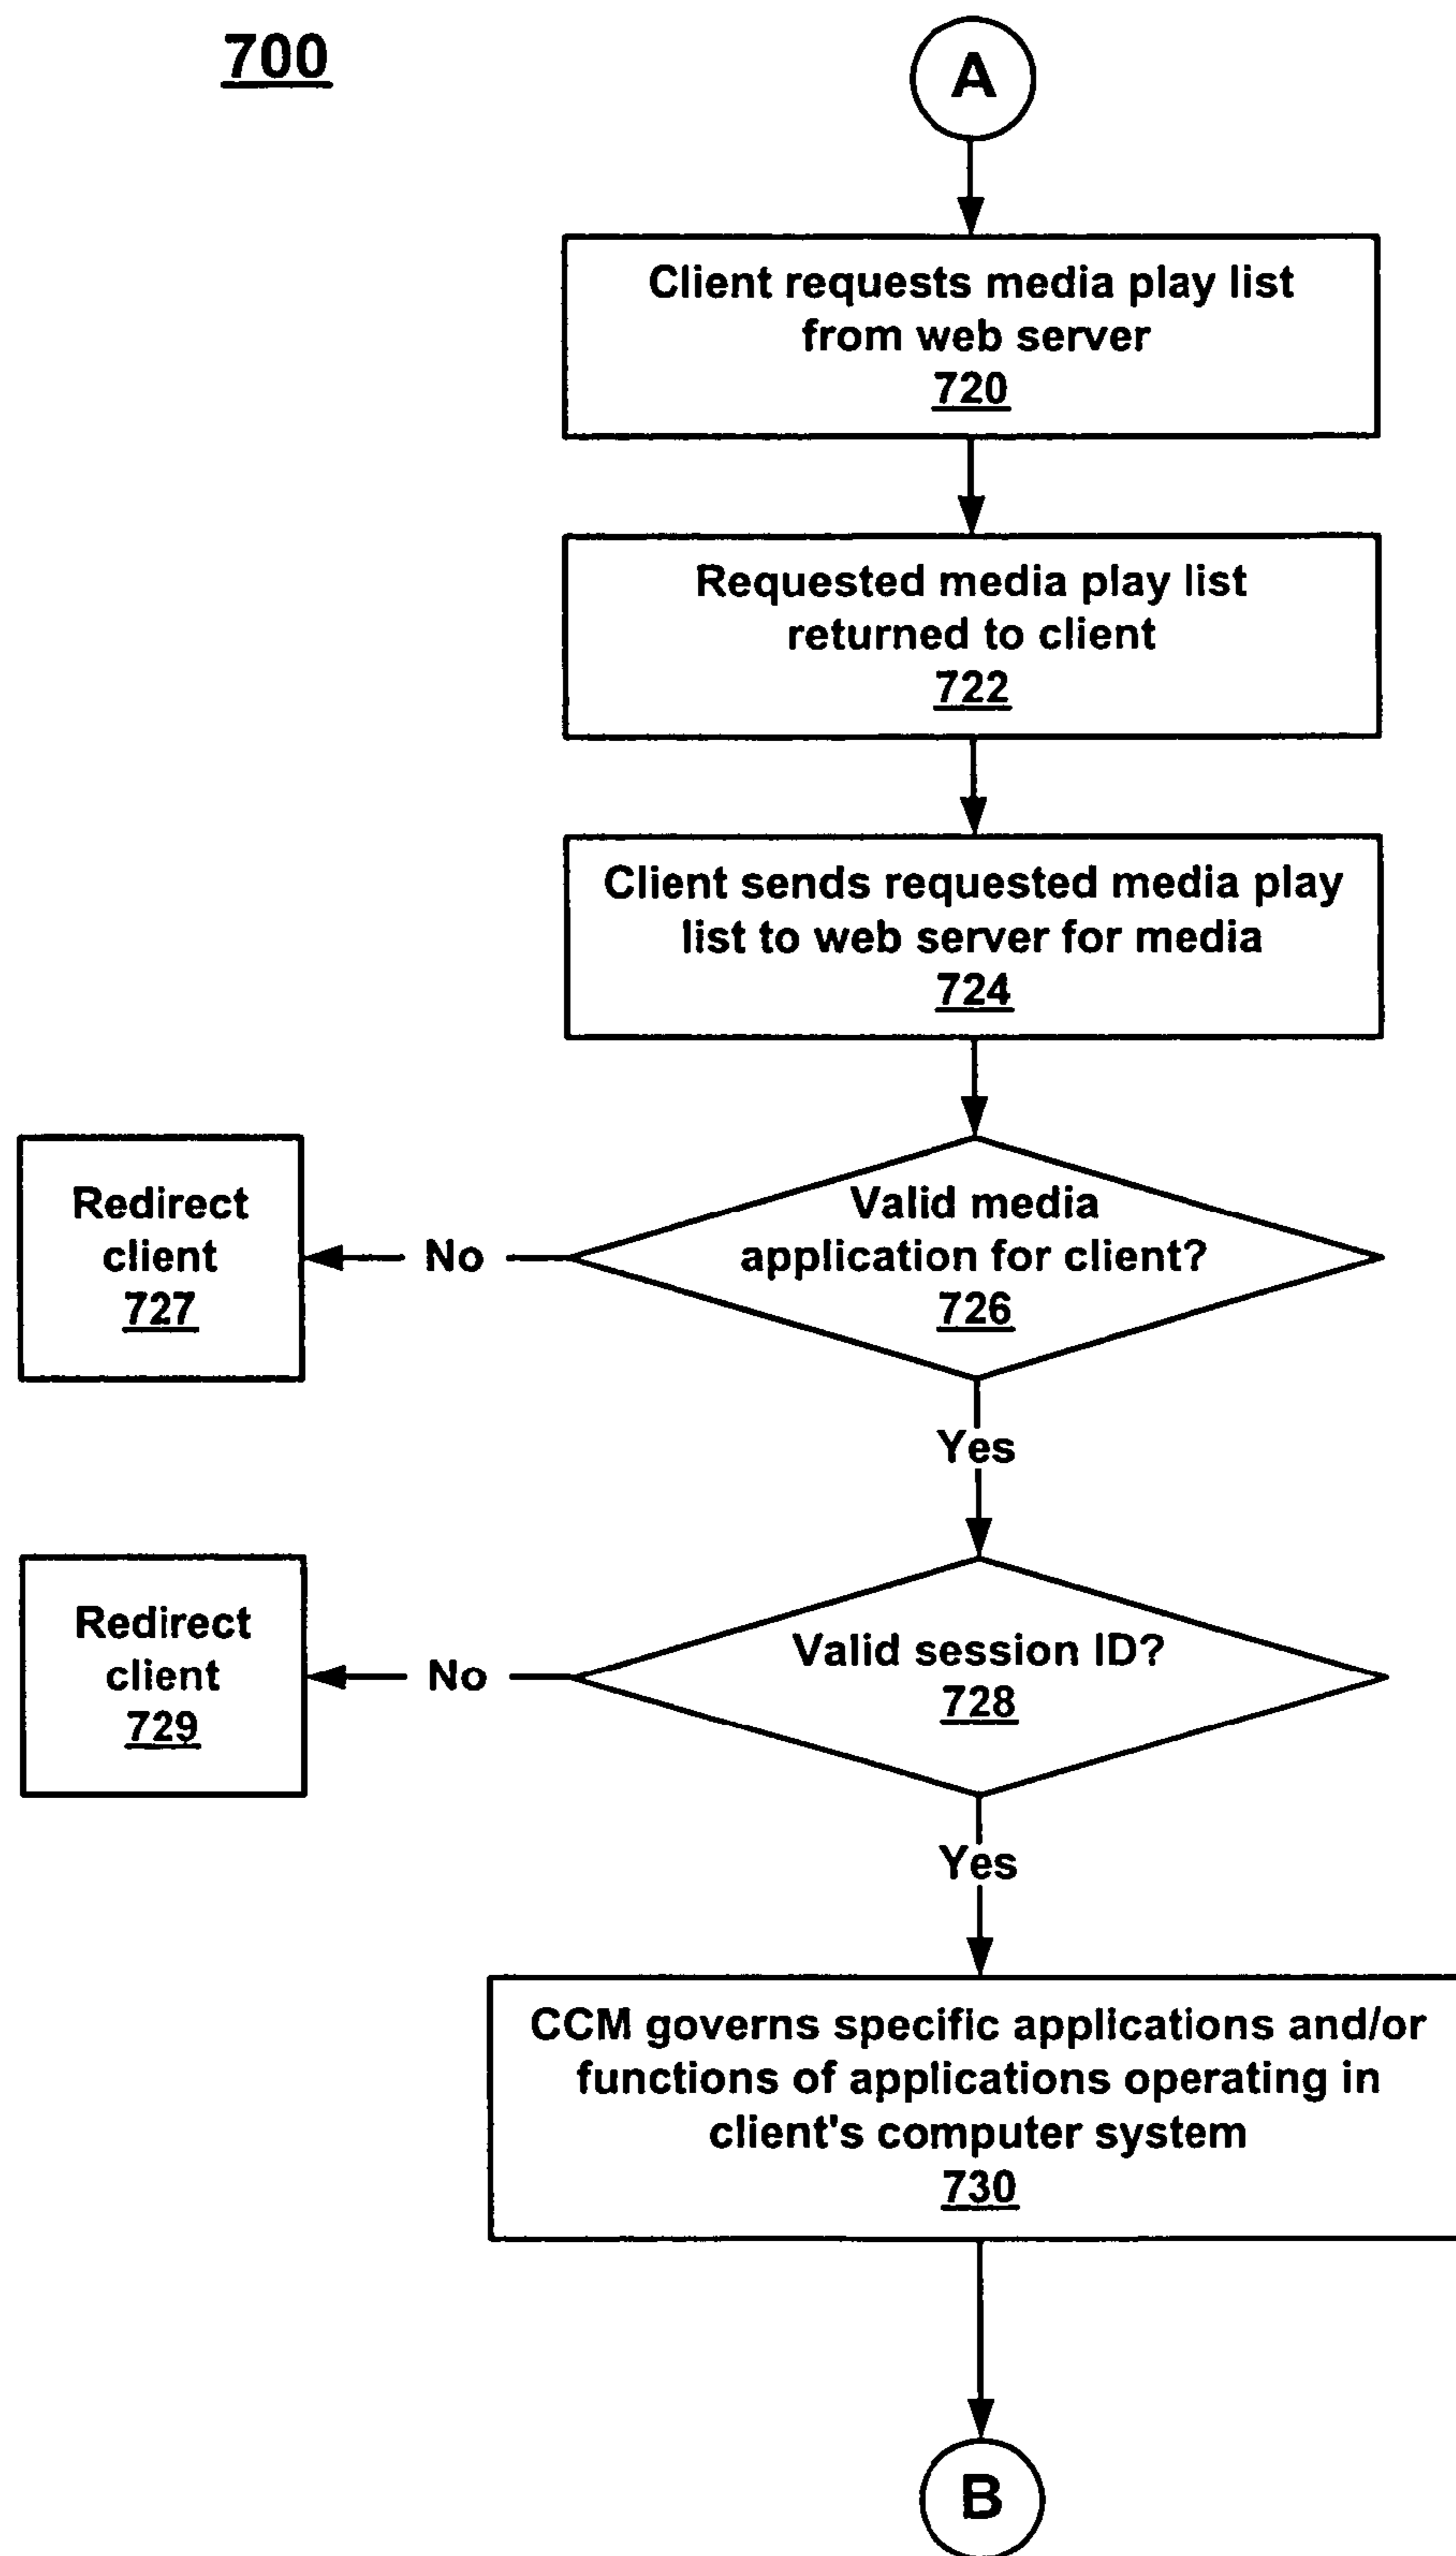 700
A
Client requests media play list
from web server
720
Requested media play list
returned to client
722
Client sends requested media play
list to web server for media
724
Valid media
application for client?
726
No
Redirect
client
727
Yes
Valid session ID?
728
No
Redirect
client
729
Yes
CCM governs specific applications and/or
functions of applications operating in
client's computer system
730
B